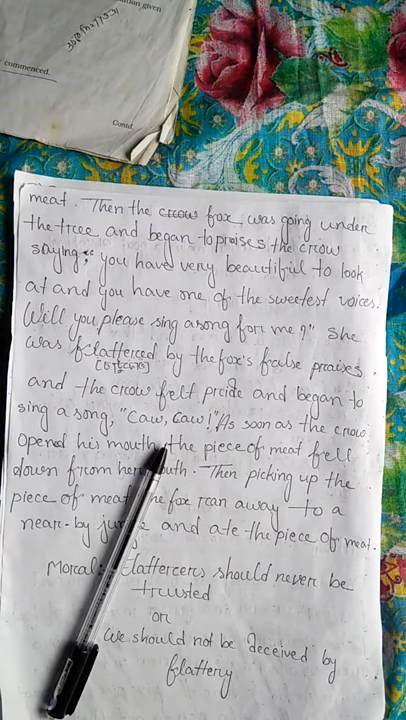 ition given
commenced.
Contd.
meat. Then the fox was going under
the tree and began to praises the crow
saying, you have very beautiful to look
at and you have one of the sweetest voices.
Will you please sing a song for me?" She
was flattered by the fox's false praises.
and the crow felt pride and began to
sing a song, "Caw, Caw!" As soon as the crow
opened his mouth, the piece of meat fell
down from her mouth. Then picking up the
piece of meat the fox ran away to a
near-by jungle and ate the piece of meat.
Moral: Flatterers should never be
trusted
or
We should not be deceived by
flattery